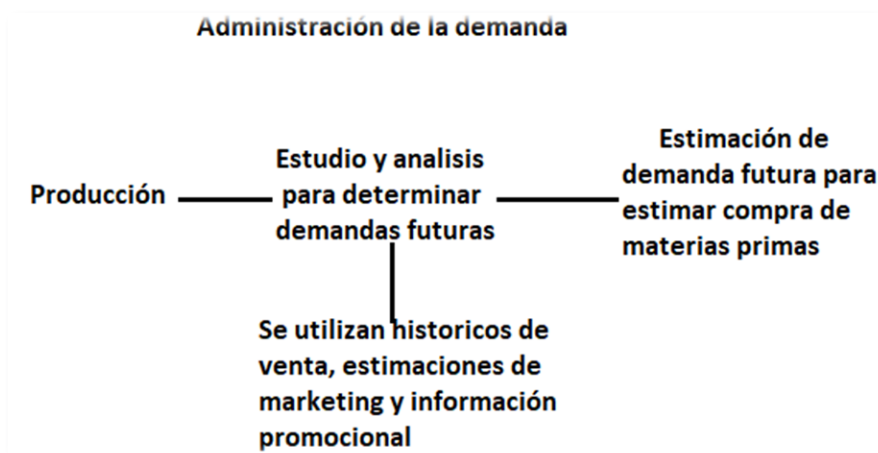 Administración de la demanda
Producción
Estudio y analisis
para determinar
demandas futuras
Estimación de
demanda futura para
estimar compra de
materias primas
Se utilizan historicos de
venta, estimaciones de
marketing y información
promocional